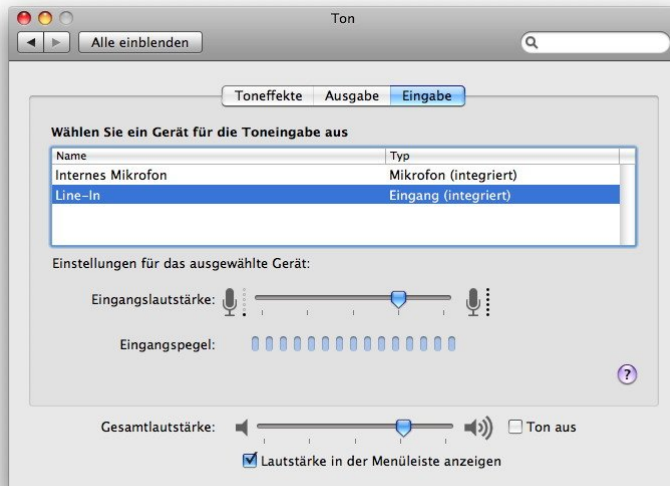 Ton
Alle einblenden
Toneffekte Ausgabe Eingabe
Wählen Sie ein Gerät für die Toneingabe aus
Name Typ
Internes Mikrofon Mikrofon (integriert)
Line-In Eingang (integriert)
Einstellungen für das ausgewählte Gerät:
Eingangslautstärke:
Eingangspegel:
?
Gesamtlautstärke: Ton aus
Lautstärke in der Menüleiste anzeigen